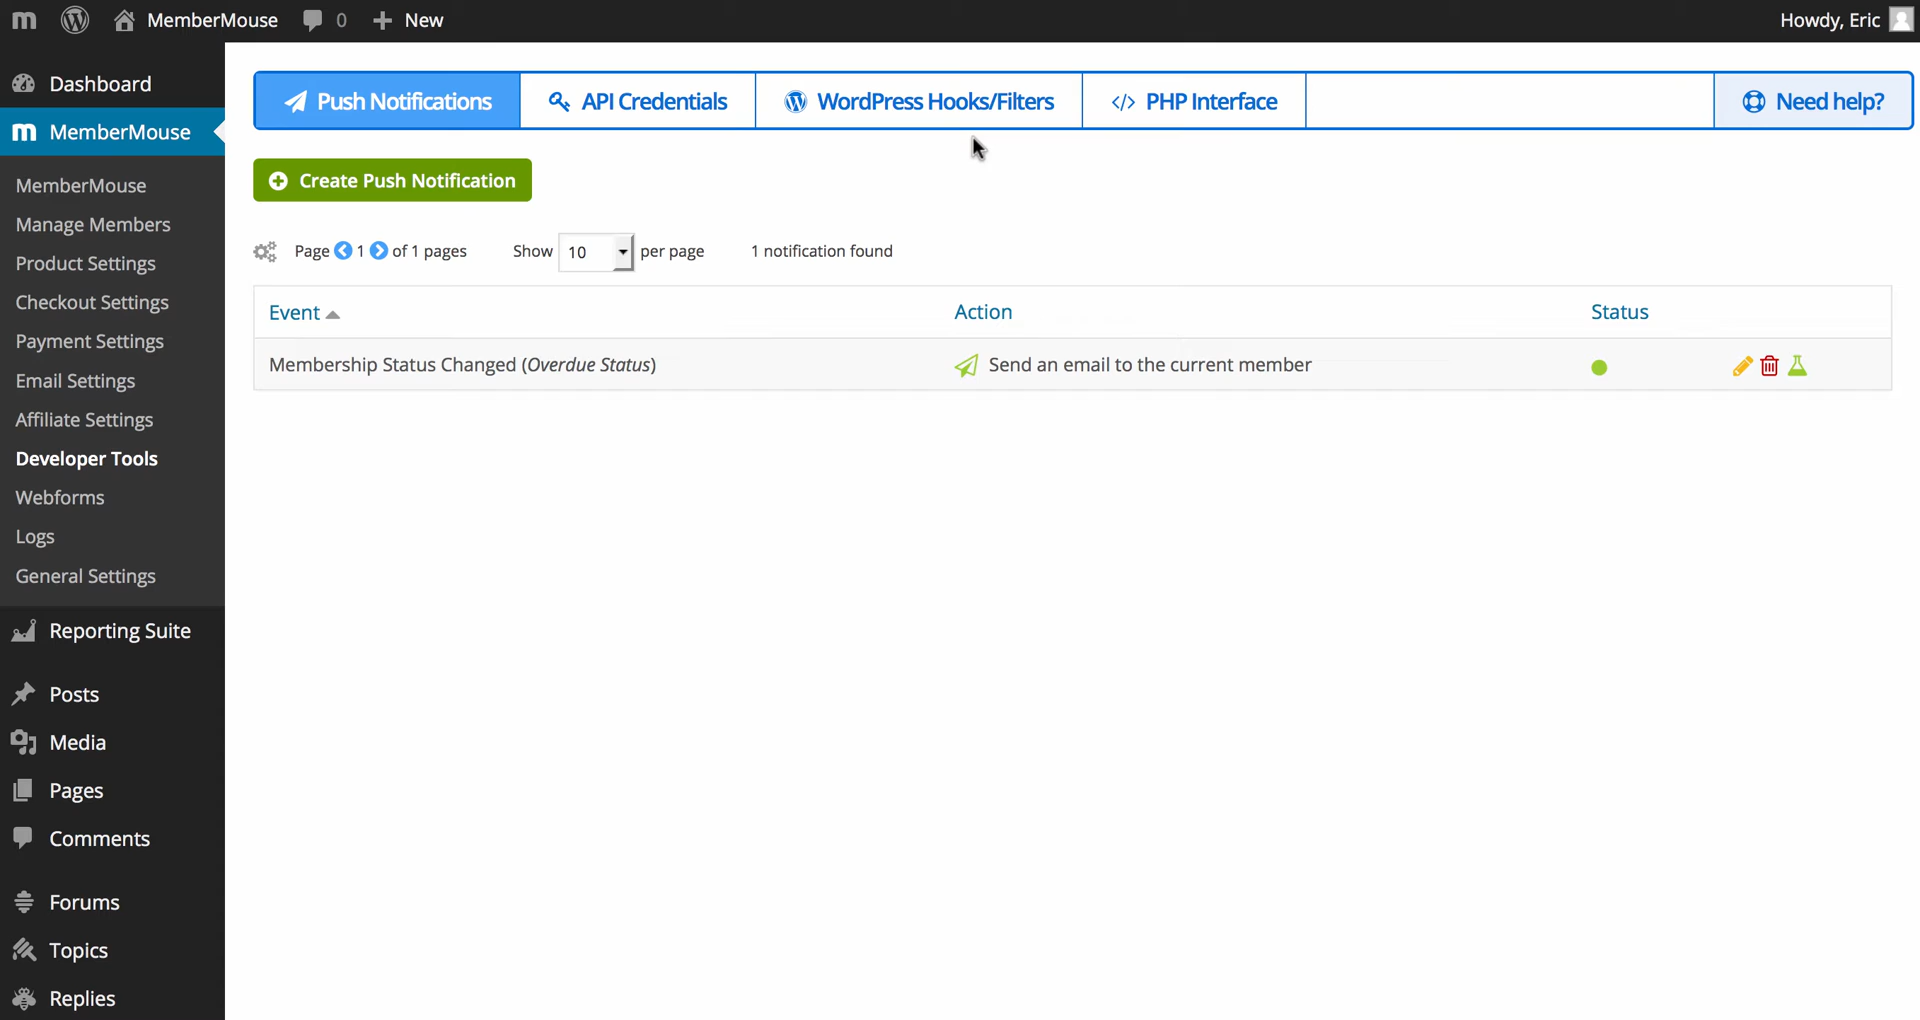 MemberMouse 0 New Howdy, Eric
Dashboard
MemberMouse
MemberMouse
Manage Members
Product Settings
Checkout Settings
Payment Settings
Email Settings
Affiliate Settings
Developer Tools
Webforms
Logs
General Settings
Reporting Suite
Posts
Media
Pages
Comments
Forums
Topics
Replies
Push Notifications API Credentials WordPress Hooks/Filters PHP Interface Need help?
Create Push Notification
Page 1 of 1 pages Show 10 per page 1 notification found
Event Action Status
Membership Status Changed (Overdue Status) Send an email to the current member